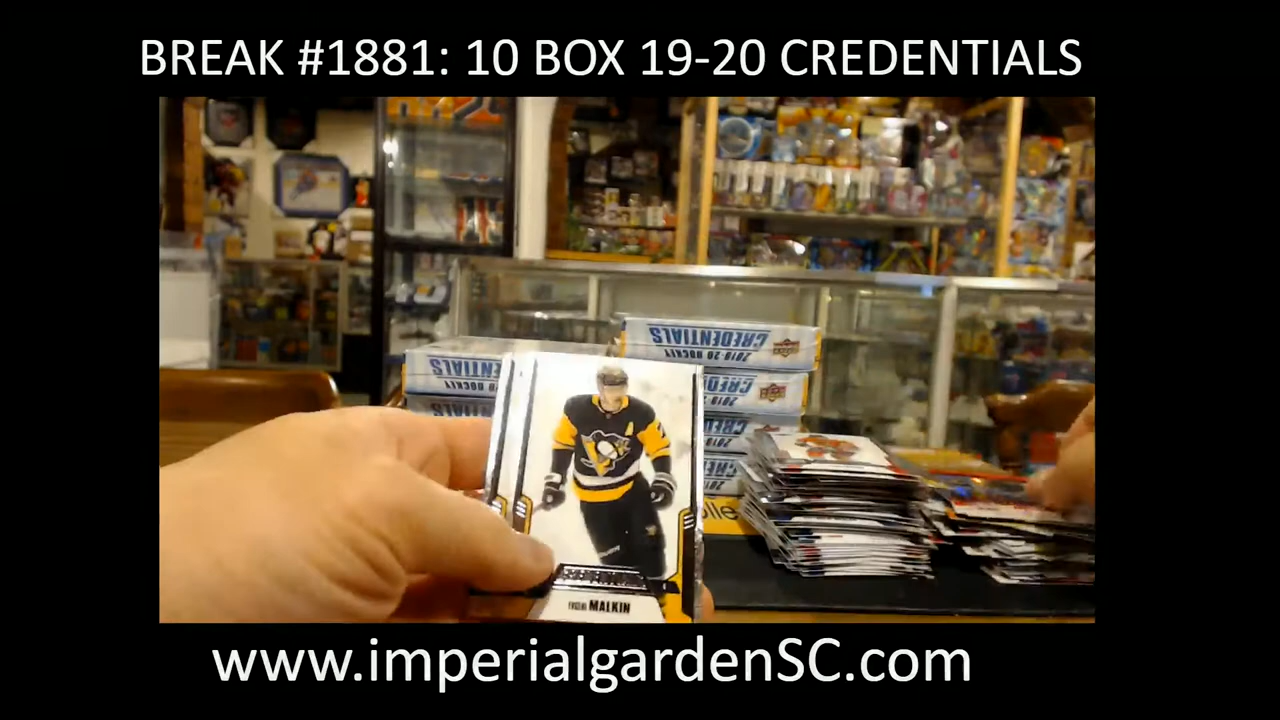 BREAK #1881: 10 BOX 19-20 CREDENTIALS
CREDENTIALS
2019-20 HOCKEY
MALKIN
www.imperialgardenSC.com